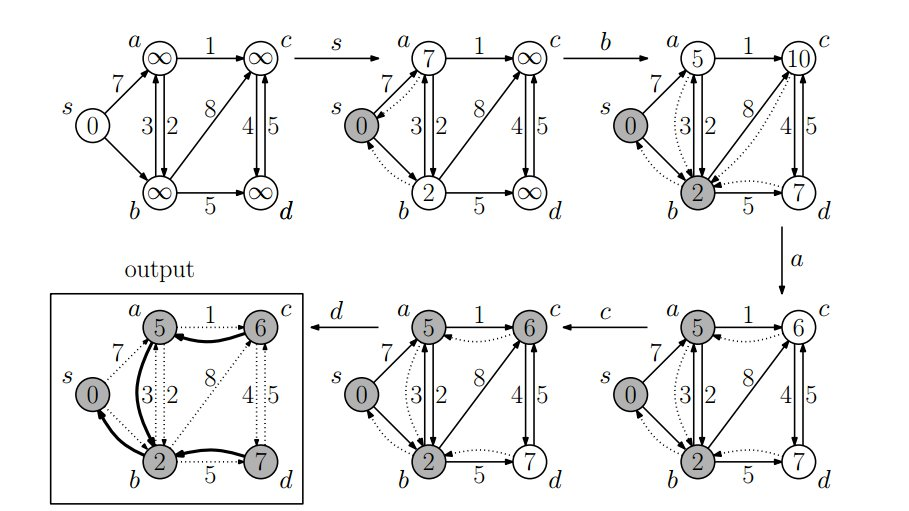 a 1 c s a 1 c b a 1 c
∞ ∞ 7 ∞ 5 10
7 7 7
s 8 s 8 s 8
0 3 2 4 5 0 3 2 4 5 0 3 2 4 5
∞ ∞ 2 ∞ 2 7
b 5 d b 5 d b 5 d
a
output
a 1 c d a 1 c c a 1 c
5 6 5 6 5 6
7 7 7
s 8 s 8 s 8
0 3 2 4 5 0 3 2 4 5 0 3 2 4 5
2 7 2 7 2 7
b 5 d b 5 d b 5 d